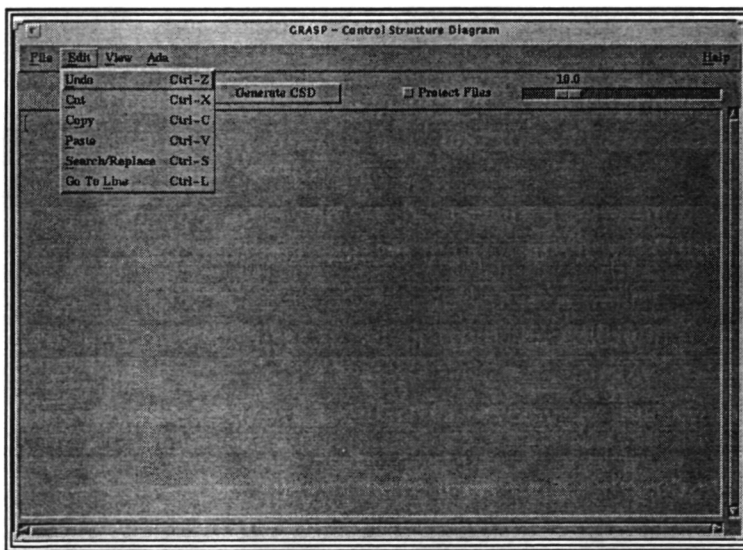 GRASP - Control Structure Diagram
File Edit View Ada Help
Undo Ctrl-Z
Cut Ctrl-X
Copy Ctrl-C
Paste Ctrl-V
Search/Replace Ctrl-S
Go To Line Ctrl-L
Generate CSD
Protect Files
10.0